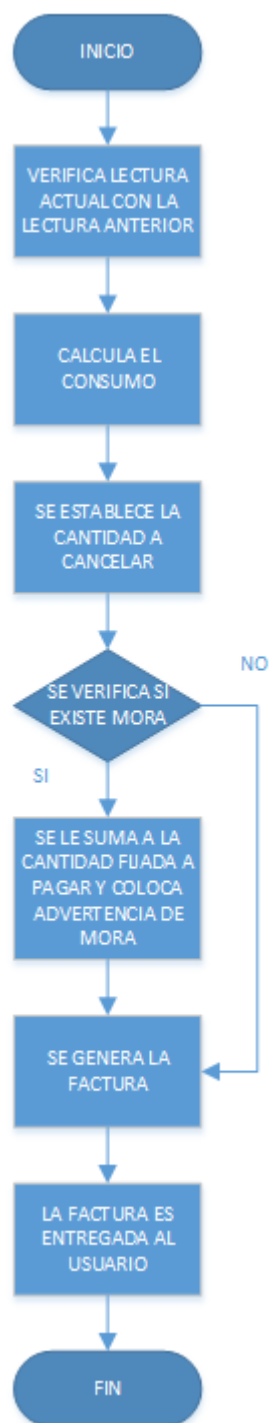 INICIO
VERIFICA LECTURA
ACTUAL CON LA
LECTURA ANTERIOR
CALCULA EL
CONSUMO
SE ESTABLECE LA
CANTIDAD A
CANCELAR
SE VERIFICA SI
EXISTE MORA
NO
SI
SE LE SUMA A LA
CANTIDAD FIJADA A
PAGAR Y COLOCA
ADVERTENCIA DE
MORA
SE GENERA LA
FACTURA
LA FACTURA ES
ENTREGADA AL
USUARIO
FIN